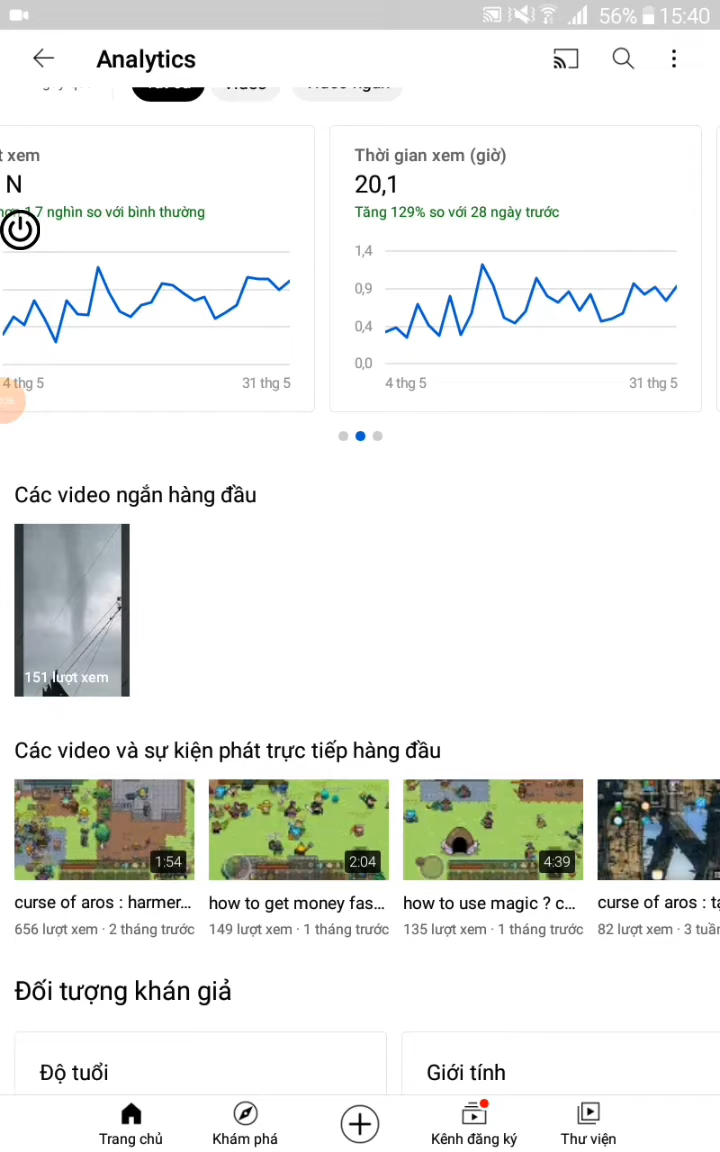 56% 15:40
Analytics
t xem
N
hơn 1,7 nghìn so với bình thường
4 thg 5
31 thg 5
Thời gian xem (giờ)
20,1
Tăng 129% so với 28 ngày trước
1,4
0,9
0,4
0,0
4 thg 5
31 thg 5
Các video ngắn hàng đầu
151 lượt xem
Các video và sự kiện phát trực tiếp hàng đầu
1:54
2:04
4:39
curse of aros : harmer...
656 lượt xem · 2 tháng trước
how to get money fas...
149 lượt xem · 1 tháng trước
how to use magic ? c...
135 lượt xem · 1 tháng trước
curse of aros : tạ
82 lượt xem · 3 tuần
Đối tượng khán giả
Độ tuổi
Giới tính
Trang chủ
Khám phá
Kênh đăng ký
Thư viện